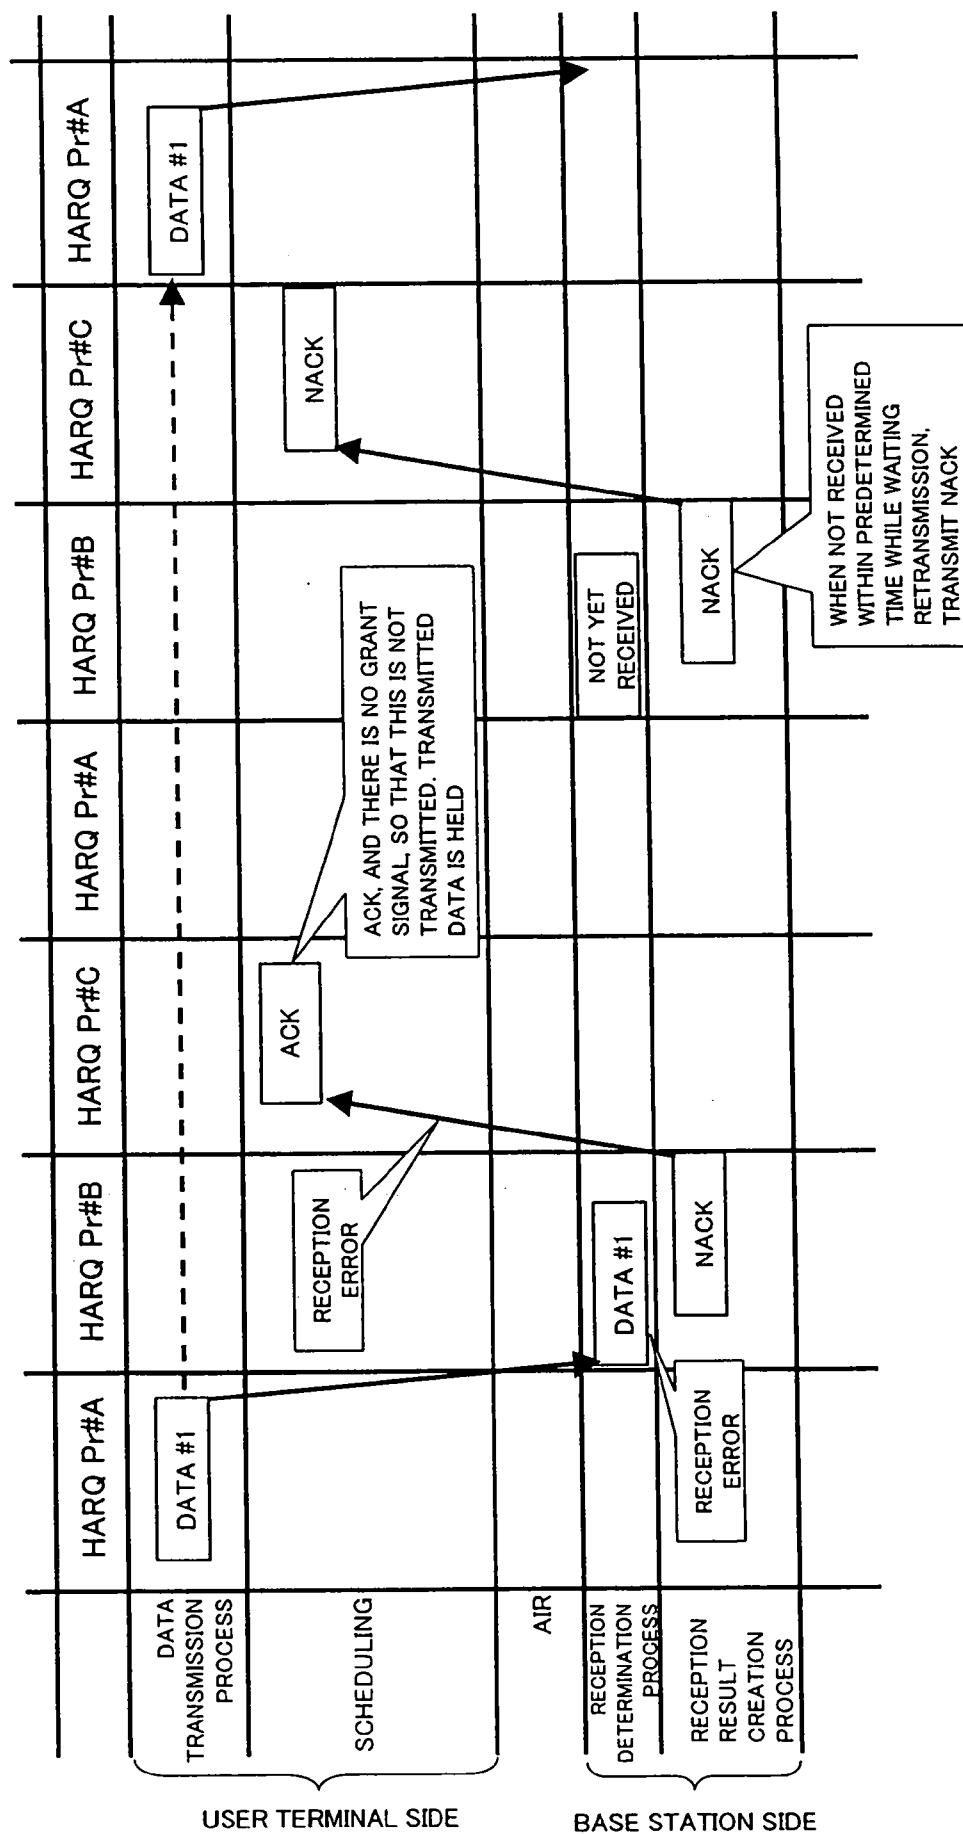 HARQ Pr#A
HARQ Pr#B
HARQ Pr#C
HARQ Pr#A
HARQ Pr#B
HARQ Pr#C
HARQ Pr#A
USER TERMINAL SIDE
DATA
TRANSMISSION
PROCESS
DATA #1
DATA #1
SCHEDULING
RECEPTION
ERROR
ACK
ACK, AND THERE IS NO GRANT
SIGNAL, SO THAT THIS IS NOT
TRANSMITTED. TRANSMITTED
DATA IS HELD
NACK
AIR
BASE STATION SIDE
RECEPTION
DETERMINATION
PROCESS
DATA #1
NOT YET
RECEIVED
RECEPTION
RESULT
CREATION
PROCESS
RECEPTION
ERROR
NACK
NACK
WHEN NOT RECEIVED
WITHIN PREDETERMINED
TIME WHILE WAITING
RETRANSMISSION,
TRANSMIT NACK